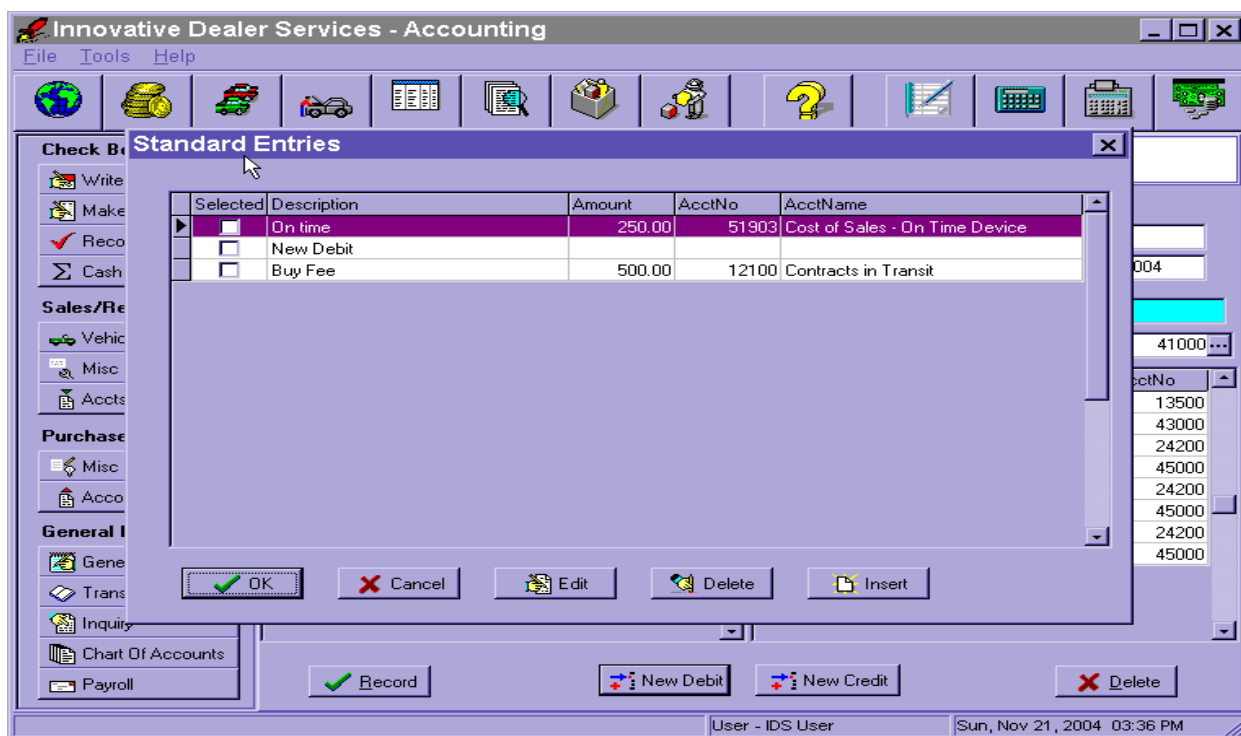 Innovative Dealer Services - Accounting
File Tools Help
Standard Entries
Selected Description Amount AcctNo AcctName
On time 250.00 51903 Cost of Sales - On Time Device
New Debit
Buy Fee 500.00 12100 Contracts in Transit
OK Cancel Edit Delete Insert
Check B
Write
Make
Reco
Cash
Sales/Re
Vehic
Misc
Accts
Purchase
Misc
Acco
General
Gene
Trans
Inquiry
Chart Of Accounts
Payroll
004
41000
cctNo
13500
43000
24200
45000
24200
45000
24200
45000
Record New Debit New Credit Delete
User - IDS User Sun, Nov 21, 2004 03:36 PM